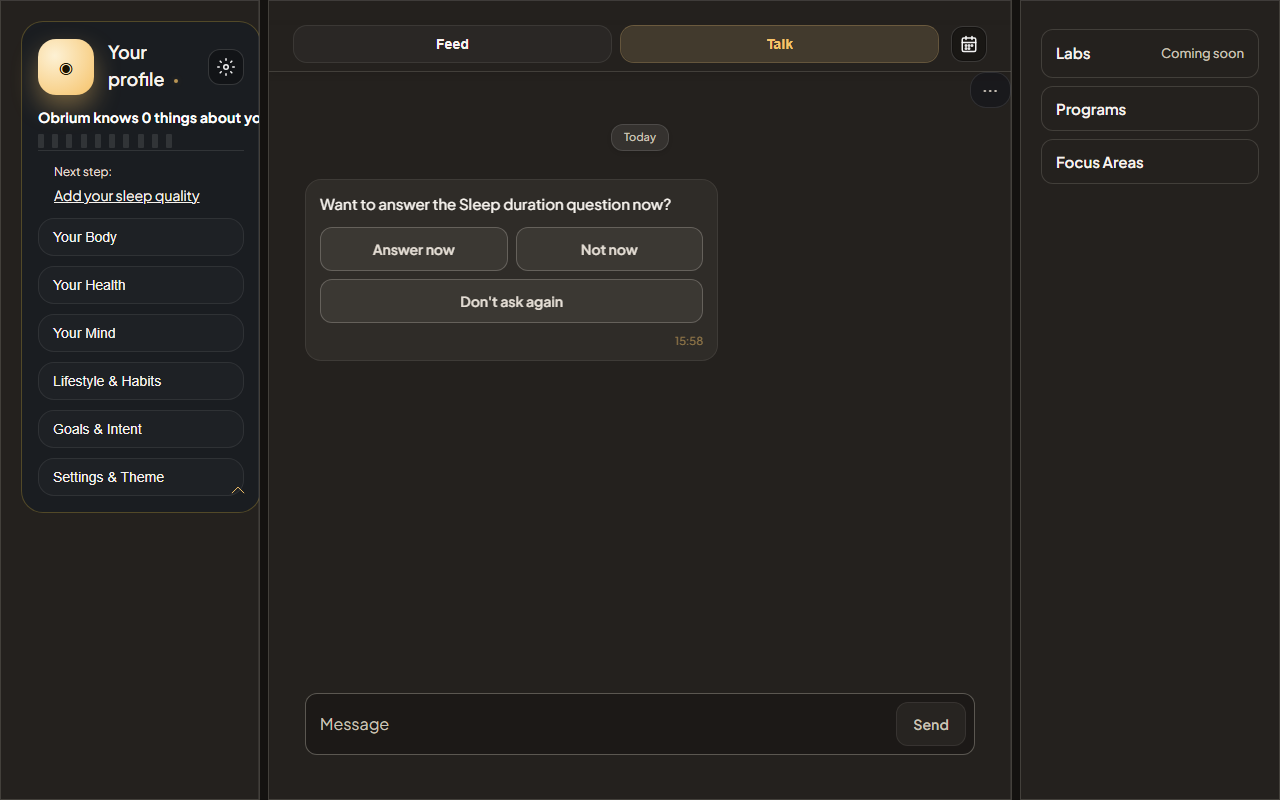 Your
profile
Obrium knows 0 things about yo
Next step:
Add your sleep quality
Your Body
Your Health
Your Mind
Lifestyle & Habits
Goals & Intent
Settings & Theme
Feed
Talk
Today
Want to answer the Sleep duration question now?
Answer now
Not now
Don't ask again
15:58
Message
Send
Labs
Coming soon
Programs
Focus Areas